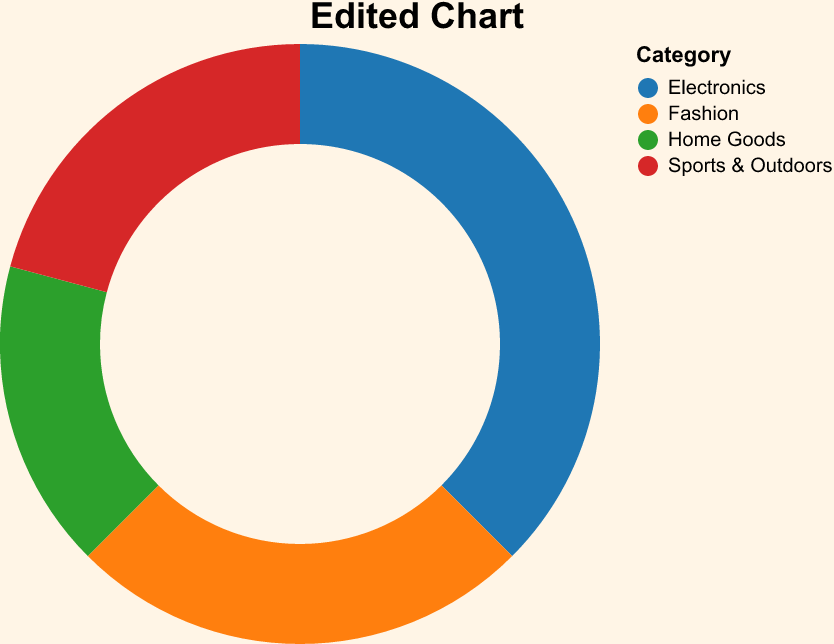 Edited Chart
Category
Electronics
Fashion
Home Goods
Sports & Outdoors